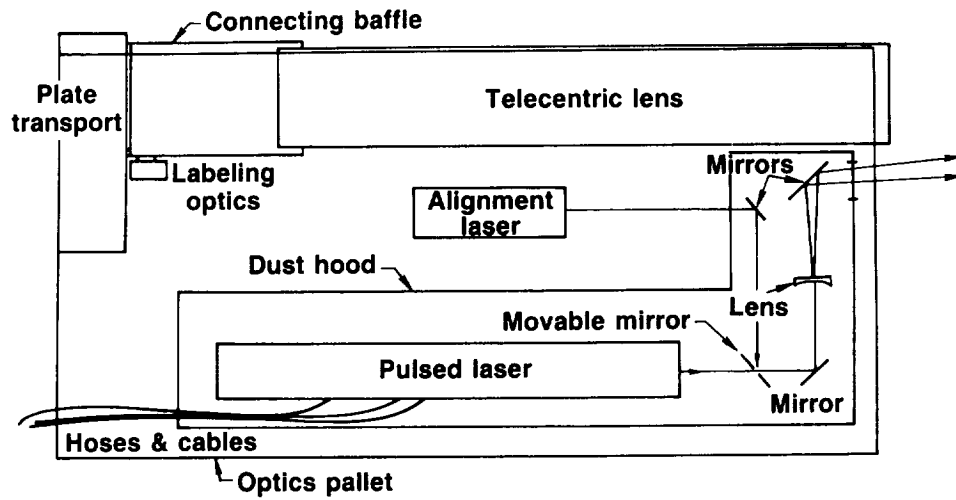 Connecting baffle
Plate
transport
Telecentric lens
Labeling
optics
Mirrors
Alignment
laser
Dust hood
Lens
Movable mirror
Pulsed laser
Mirror
Hoses & cables
Optics pallet